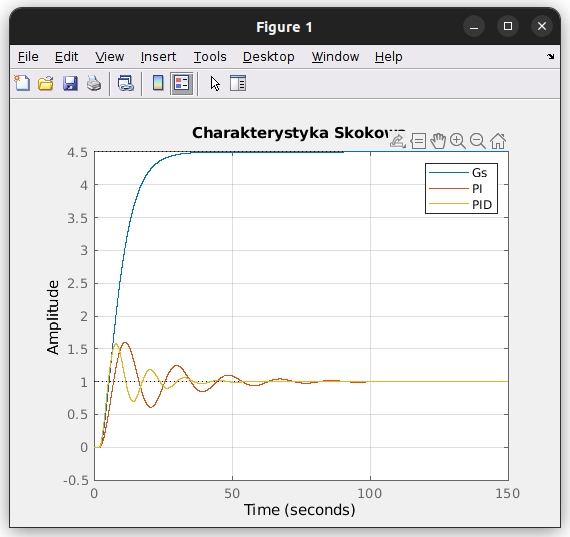 Figure 1
File Edit View Insert Tools Desktop Window Help
Charakterystyka Skokowa
Gs
PI
PID
4.5
4
3.5
3
2.5
2
1.5
1
0.5
0
-0.5
Amplitude
0 50 100 150
Time (seconds)